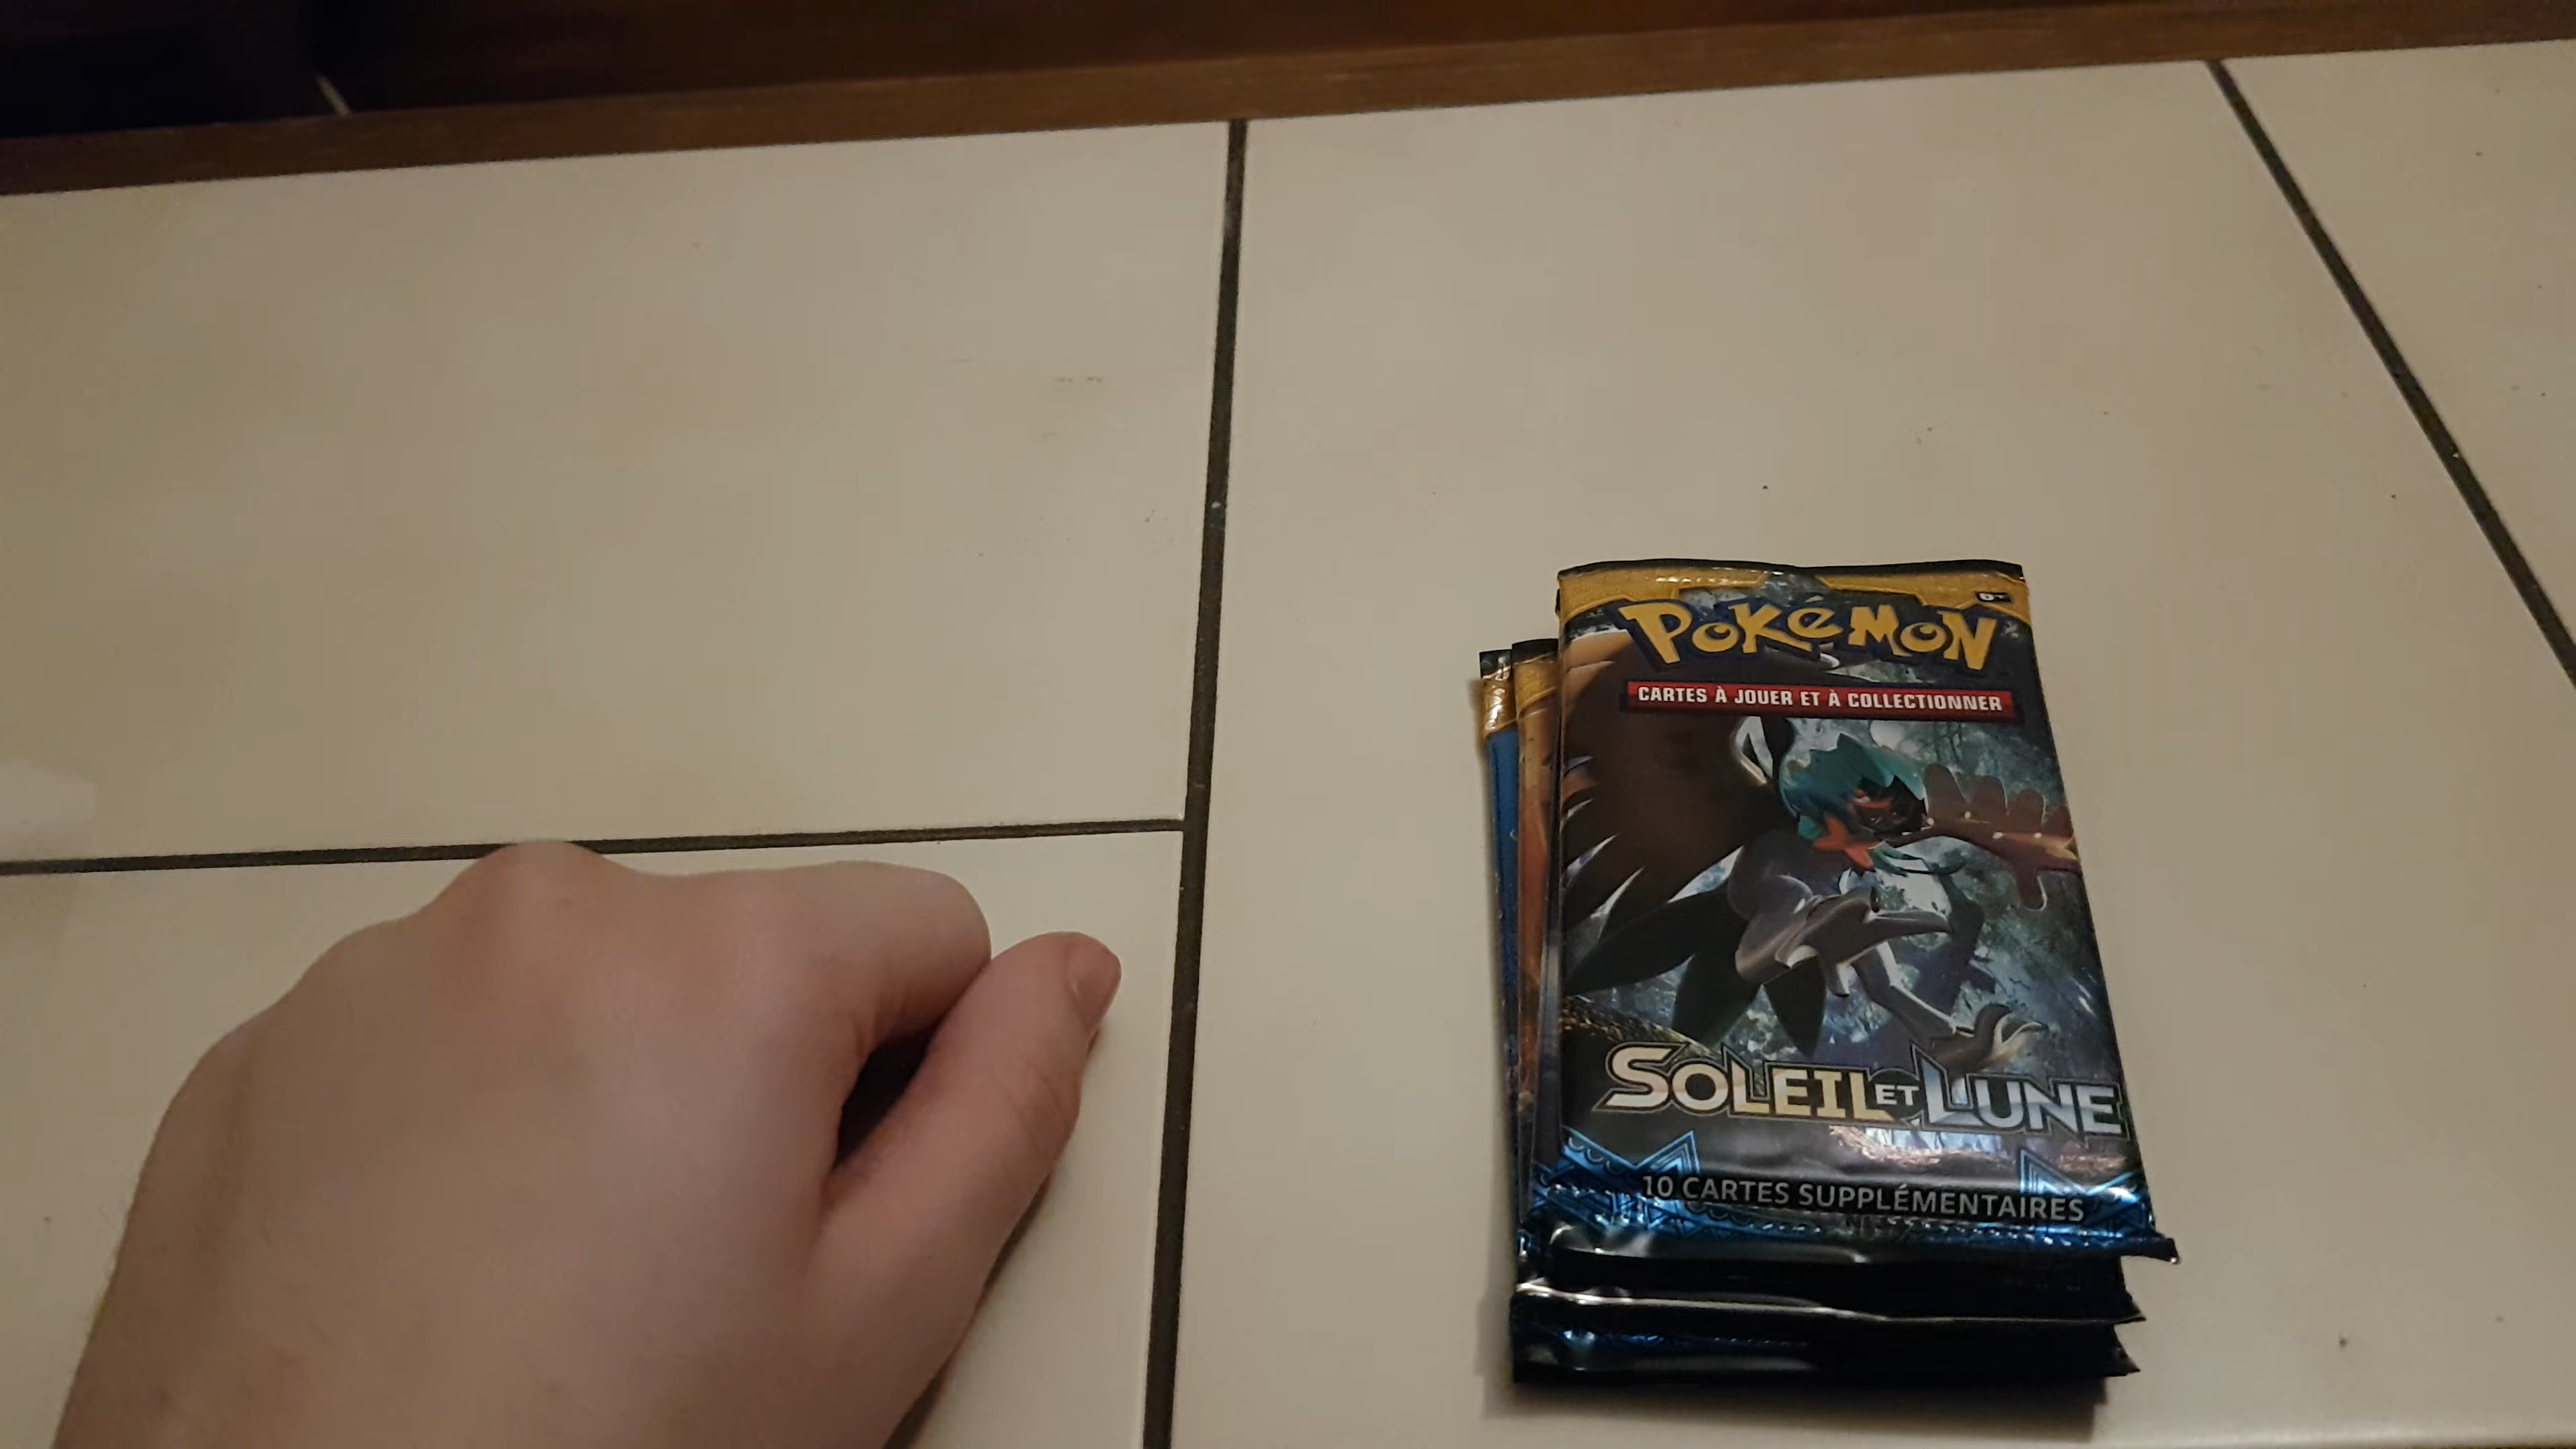 POKéMON
CARTES À JOUER ET À COLLECTIONNER
SOLEIL ET LUNE
10 CARTES SUPPLÉMENTAIRES